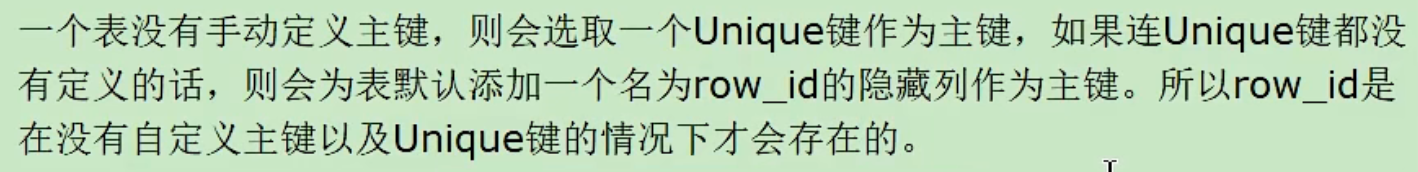 一个表没有手动定义主键，则会选取一个Unique键作为主键，如果连Unique键都没
有定义的话，则会为表默认添加一个名为row_id的隐藏列作为主键。所以row_id是
在没有自定义主键以及Unique键的情况下才会存在的。